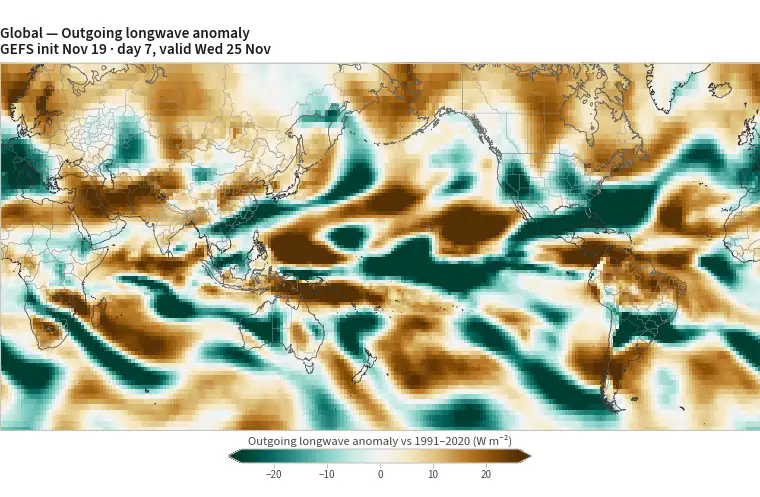 Global — Outgoing longwave anomaly
GEFS init Nov 19 · day 7, valid Wed 25 Nov
Outgoing longwave anomaly vs 1991–2020 (W m⁻²)
−20 −10 0 10 20